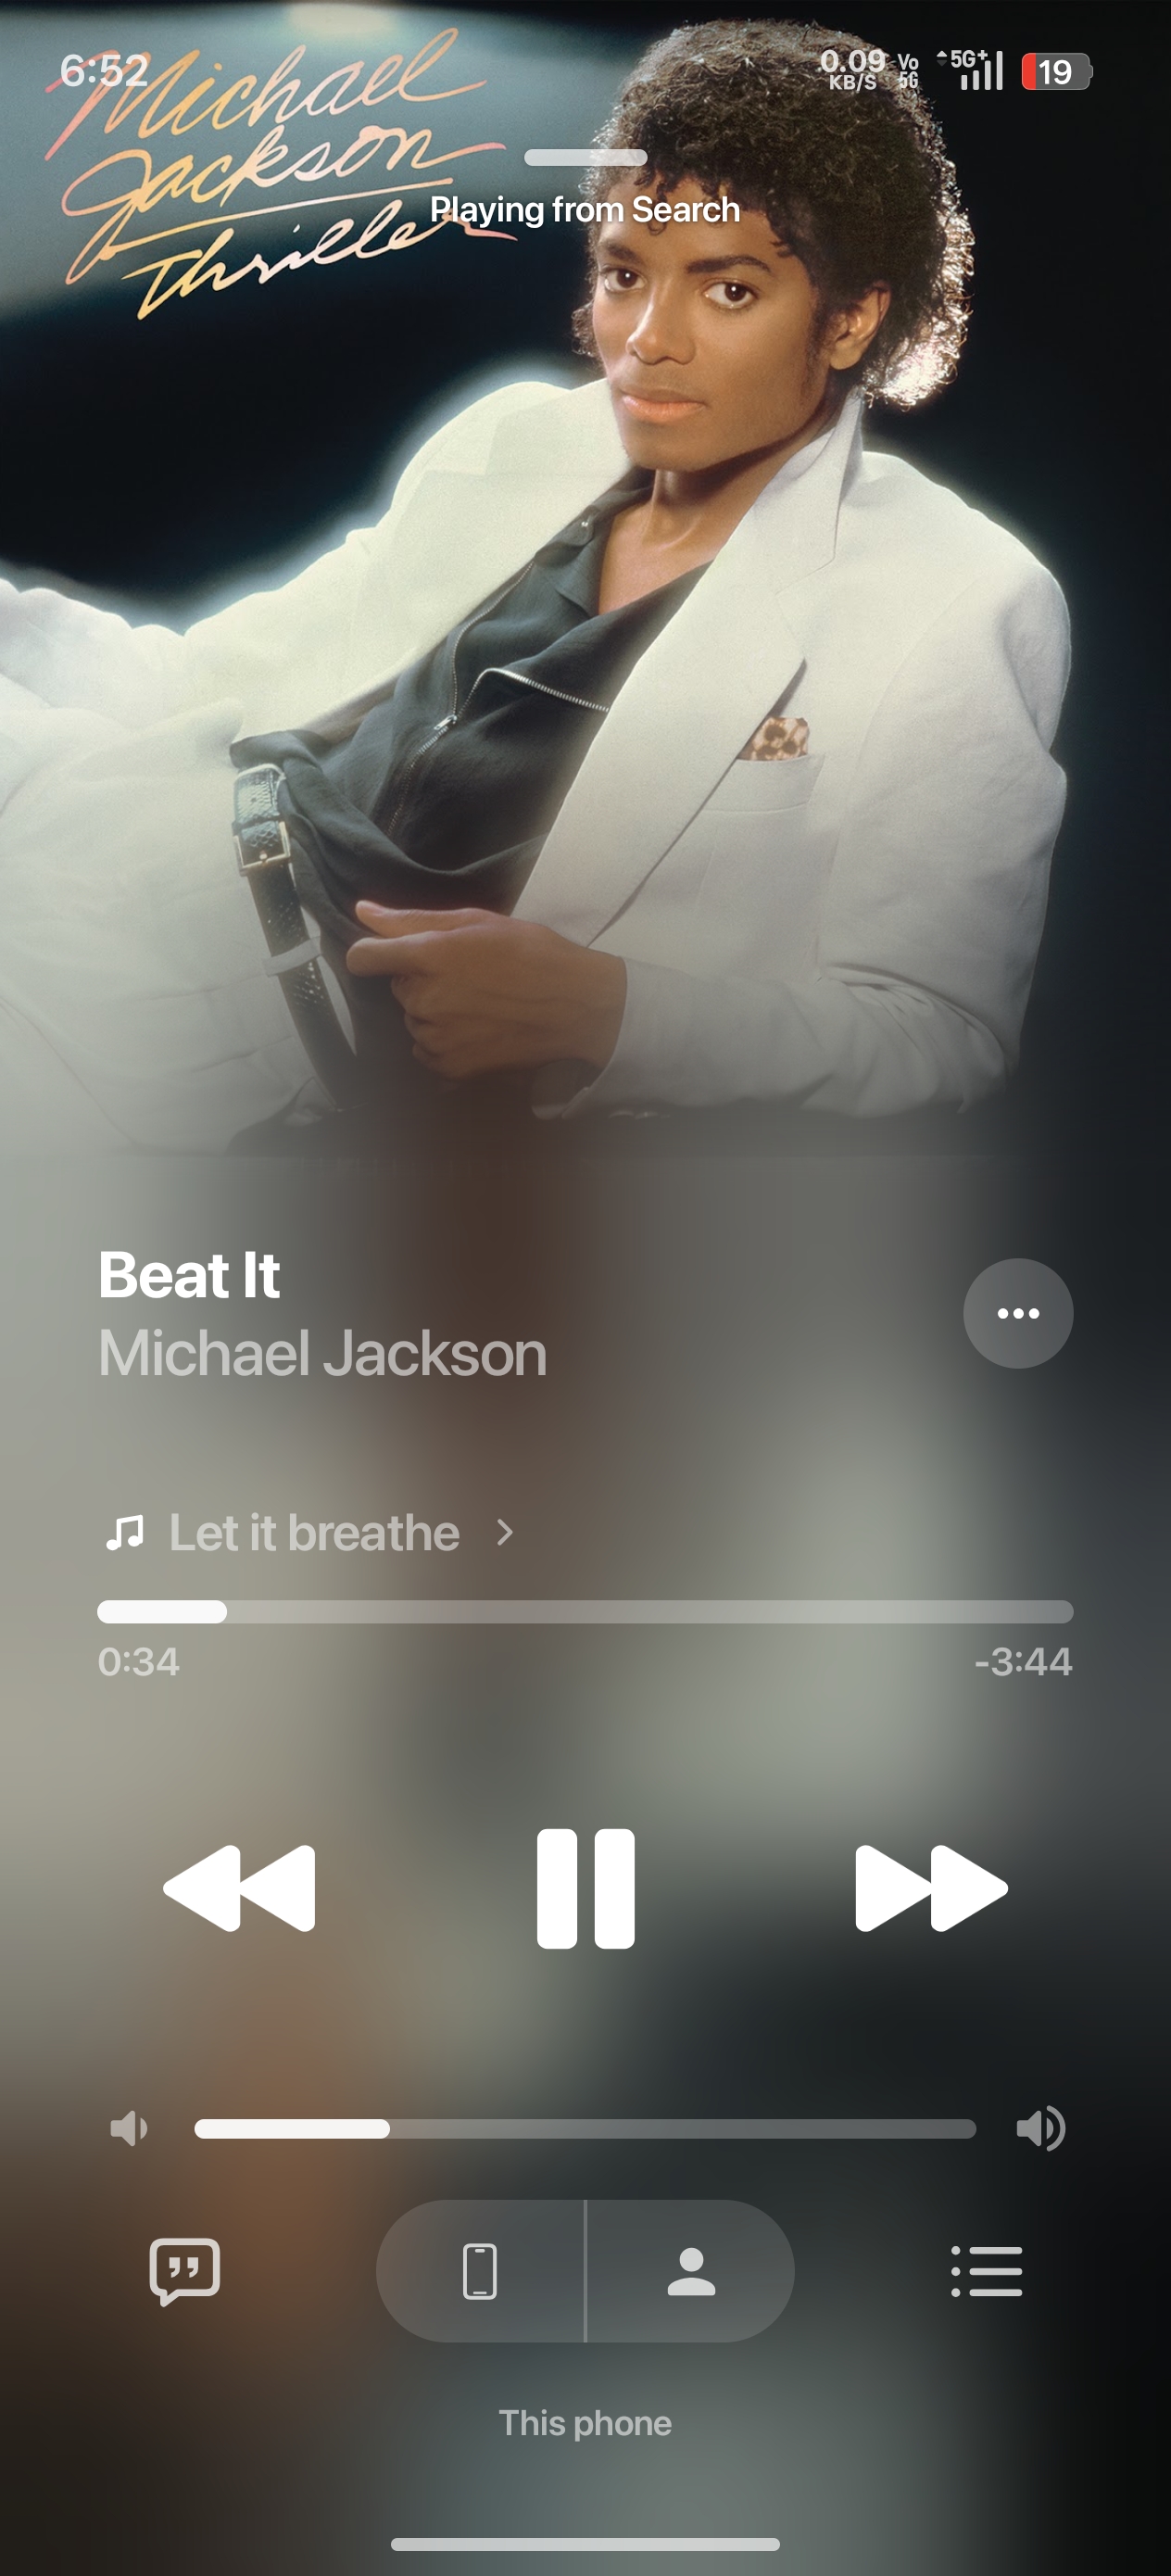 6:52
0.09
KB/S
Vo
5G
5G+
19
Michael
Jackson
Thriller
Playing from Search
Beat It
Michael Jackson
Let it breathe
0:34
-3:44
This phone